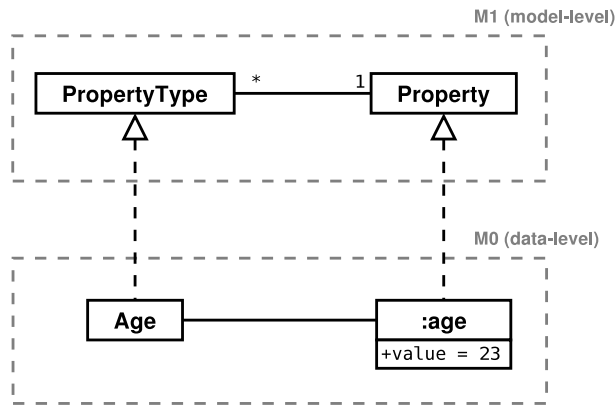 M1 (model-level)
PropertyType
*
1
Property
M0 (data-level)
Age
:age
+value = 23